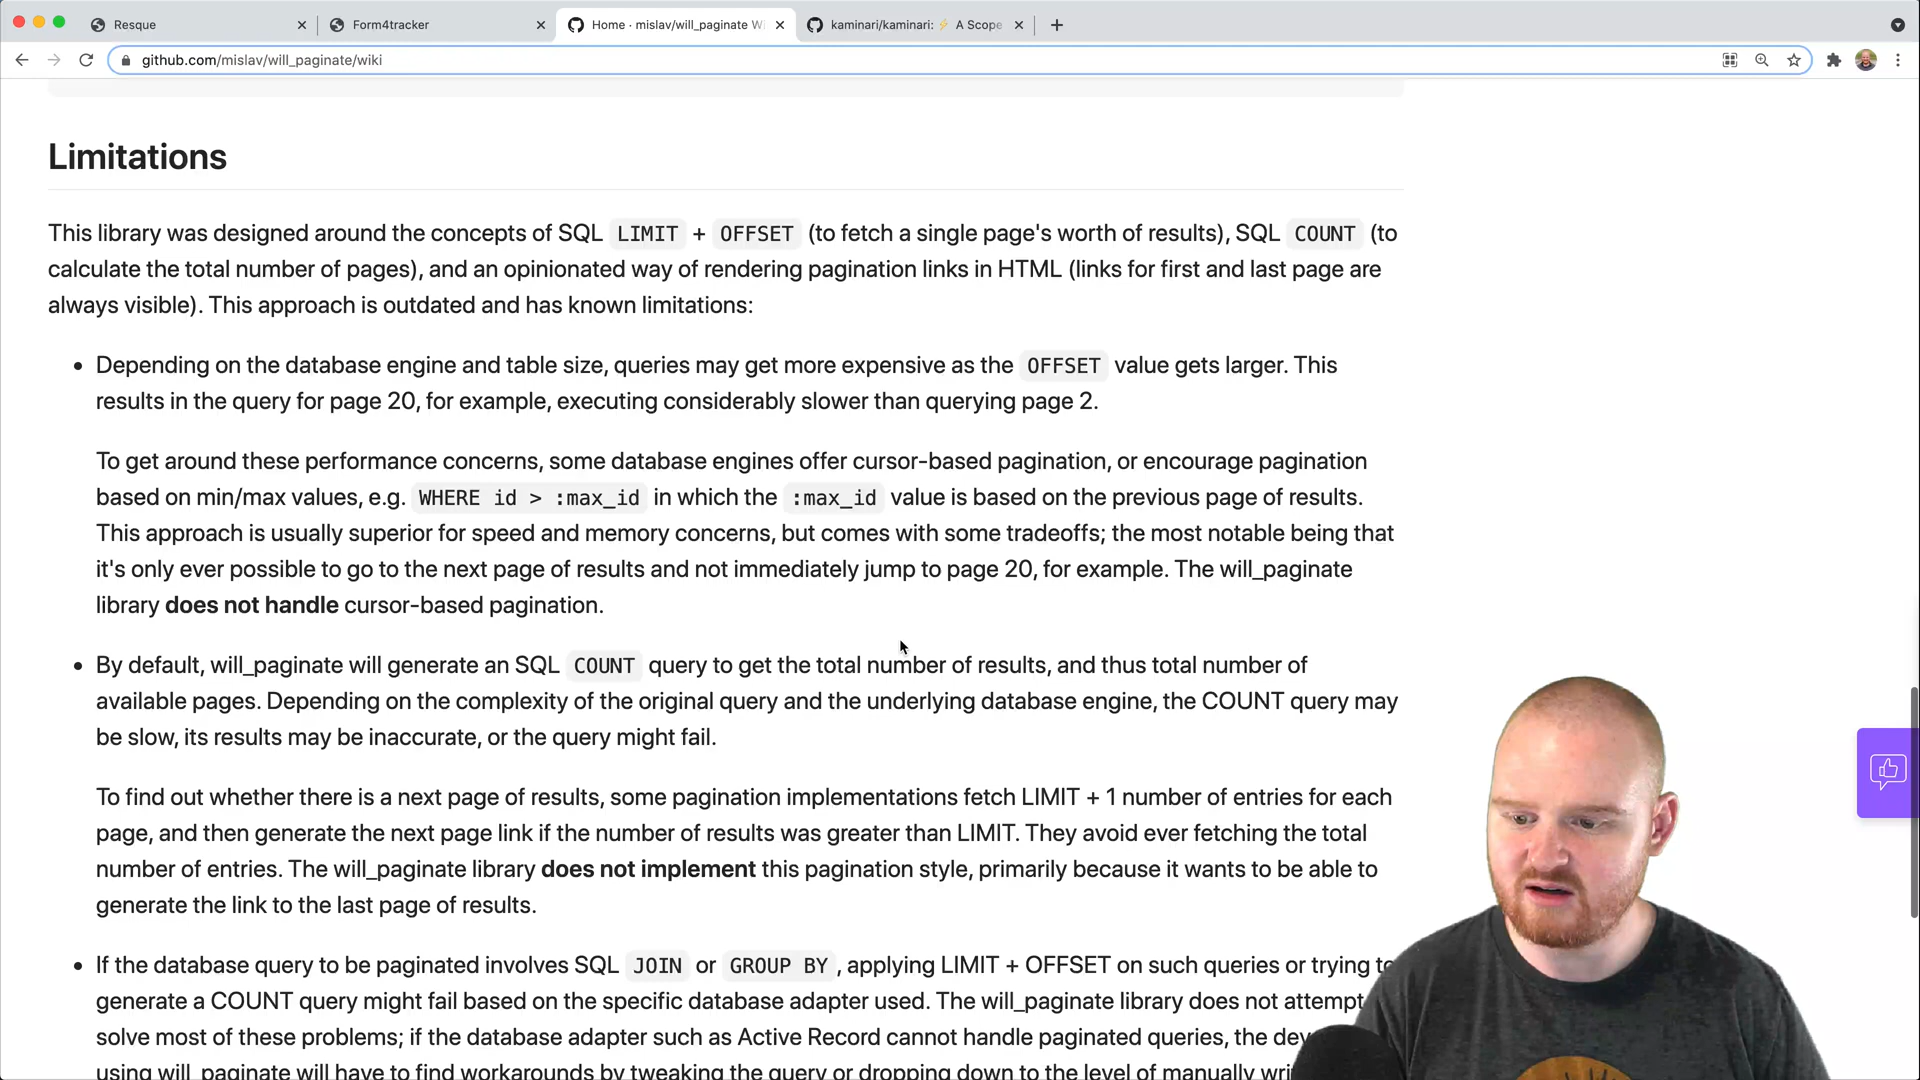 Resque
Form4tracker
Home · mislav/will_paginate W
kaminari/kaminari: ⚡ A Scope
github.com/mislav/will_paginate/wiki
Limitations
This library was designed around the concepts of SQL LIMIT + OFFSET (to fetch a single page's worth of results), SQL COUNT (to
calculate the total number of pages), and an opinionated way of rendering pagination links in HTML (links for first and last page are
always visible). This approach is outdated and has known limitations:
• Depending on the database engine and table size, queries may get more expensive as the OFFSET value gets larger. This
results in the query for page 20, for example, executing considerably slower than querying page 2.
To get around these performance concerns, some database engines offer cursor-based pagination, or encourage pagination
based on min/max values, e.g. WHERE id > :max_id in which the :max_id value is based on the previous page of results.
This approach is usually superior for speed and memory concerns, but comes with some tradeoffs; the most notable being that
it's only ever possible to go to the next page of results and not immediately jump to page 20, for example. The will_paginate
library does not handle cursor-based pagination.
• By default, will_paginate will generate an SQL COUNT query to get the total number of results, and thus total number of
available pages. Depending on the complexity of the original query and the underlying database engine, the COUNT query may
be slow, its results may be inaccurate, or the query might fail.
To find out whether there is a next page of results, some pagination implementations fetch LIMIT + 1 number of entries for each
page, and then generate the next page link if the number of results was greater than LIMIT. They avoid ever fetching the total
number of entries. The will_paginate library does not implement this pagination style, primarily because it wants to be able to
generate the link to the last page of results.
• If the database query to be paginated involves SQL JOIN or GROUP BY, applying LIMIT + OFFSET on such queries or trying to
generate a COUNT query might fail based on the specific database adapter used. The will_paginate library does not attempt
solve most of these problems; if the database adapter such as Active Record cannot handle paginated queries, the dev
using will_paginate will have to find workarounds by tweaking the query or dropping down to the level of manually wri